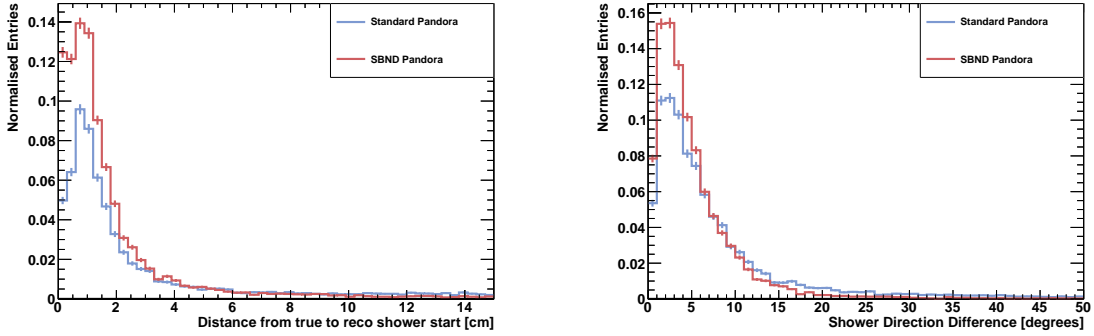 Normalised Entries
0.14
0.12
0.1
0.08
0.06
0.04
0.02
0
0 2 4 6 8 10 12 14
Distance from true to reco shower start [cm]
Standard Pandora
SBND Pandora
Normalised Entries
0.16
0.14
0.12
0.1
0.08
0.06
0.04
0.02
0
0 5 10 15 20 25 30 35 40 45 50
Shower Direction Difference [degrees]
Standard Pandora
SBND Pandora